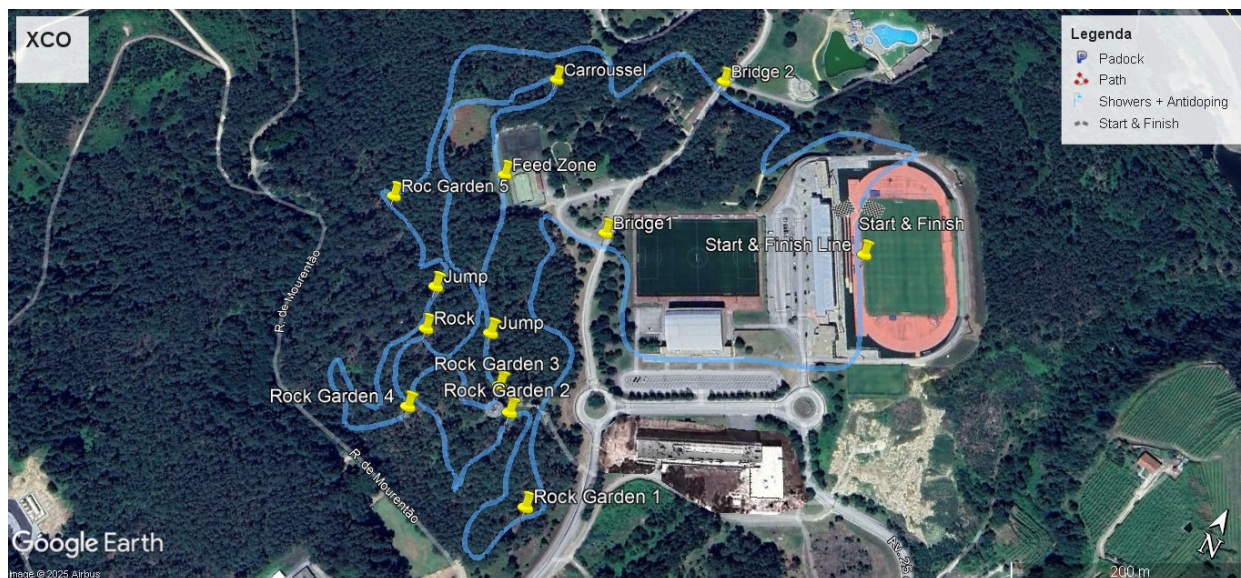 XCO
Legenda
Padock
Path
Showers + Antidoping
Start & Finish
Carroussel
Bridge 2
Feed Zone
Roc Garden 5
Bridge1
Start & Finish
Start & Finish Line
Jump
Rock
Jump
Rock Garden 3
Rock Garden 2
Rock Garden 4
Rock Garden 1
R. de Mourentão
R. de Mourentão
Google Earth
Image © 2025 Airbus
N
200 m